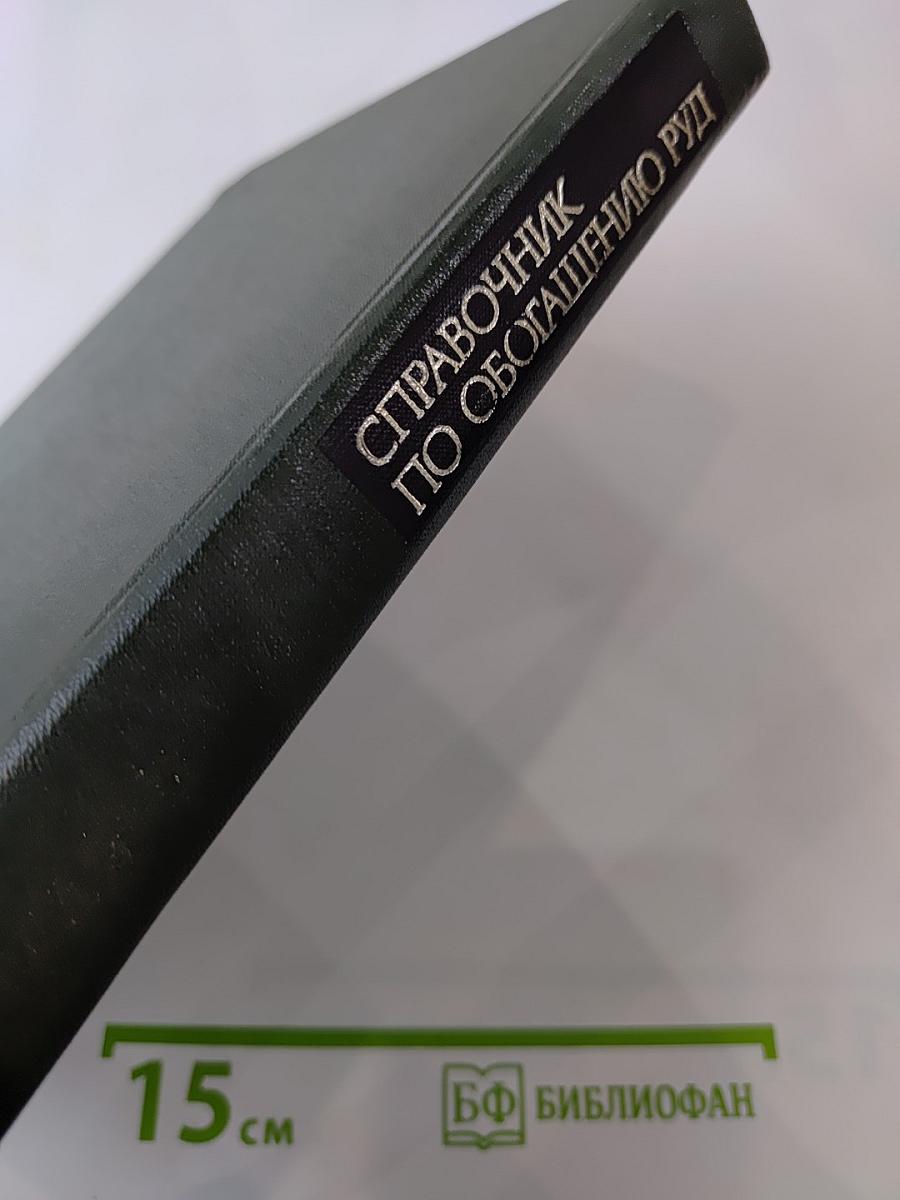 СПРАВОЧНИК
ПО ОБОГАЩЕНИЮ РУД
15 см
БФ БИБЛИОФАН